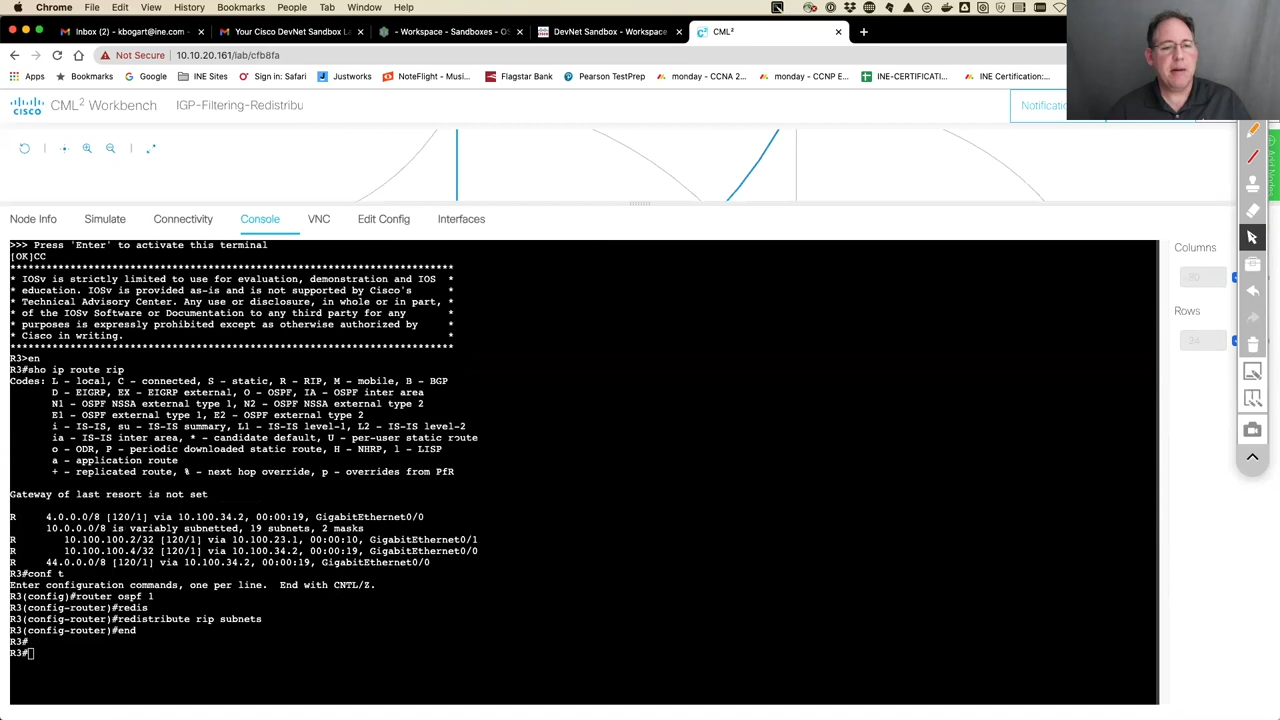 Chrome File Edit View History Bookmarks People Tab Window Help
Inbox (2) - kbogart@ine.com -
Your Cisco DevNet Sandbox La
- Workspace - Sandboxes - OS
DevNet Sandbox - Workspace
CML²
Not Secure 10.10.20.161/lab/cfb8fa
Apps Bookmarks Google INE Sites Sign in: Safari Justworks NoteFlight - Musi... Flagstar Bank Pearson TestPrep monday - CCNA 2... monday - CCNP E... INE-CERTIFICATI... INE Certification:...
CISCO CML² Workbench IGP-Filtering-Redistribu Notification
Node Info Simulate Connectivity Console VNC Edit Config Interfaces
>>> Press 'Enter' to activate this terminal
[OK]CC
**************************************************************************
* IOSv is strictly limited to use for evaluation, demonstration and IOS *
* education. IOSv is provided as-is and is not supported by Cisco's *
* Technical Advisory Center. Any use or disclosure, in whole or in part, *
* of the IOSv Software or Documentation to any third party for any *
* purposes is expressly prohibited except as otherwise authorized by *
* Cisco in writing. *
**************************************************************************
R3>en
R3#sho ip route rip
Codes: L - local, C - connected, S - static, R - RIP, M - mobile, B - BGP
D - EIGRP, EX - EIGRP external, O - OSPF, IA - OSPF inter area
N1 - OSPF NSSA external type 1, N2 - OSPF NSSA external type 2
E1 - OSPF external type 1, E2 - OSPF external type 2
i - IS-IS, su - IS-IS summary, L1 - IS-IS level-1, L2 - IS-IS level-2
ia - IS-IS inter area, * - candidate default, U - per-user static route
o - ODR, P - periodic downloaded static route, H - NHRP, l - LISP
a - application route
+ - replicated route, % - next hop override, p - overrides from PfR
Gateway of last resort is not set
R 4.0.0.0/8 [120/1] via 10.100.34.2, 00:00:19, GigabitEthernet0/0
10.0.0.0/8 is variably subnetted, 19 subnets, 2 masks
R 10.100.100.2/32 [120/1] via 10.100.23.1, 00:00:10, GigabitEthernet0/1
R 10.100.100.4/32 [120/1] via 10.100.34.2, 00:00:19, GigabitEthernet0/0
R 44.0.0.0/8 [120/1] via 10.100.34.2, 00:00:19, GigabitEthernet0/0
R3#conf t
Enter configuration commands, one per line. End with CNTL/Z.
R3(config)#router ospf 1
R3(config-router)#redis
R3(config-router)#redistribute rip subnets
R3(config-router)#end
R3#
R3#
Columns
80
Rows
24